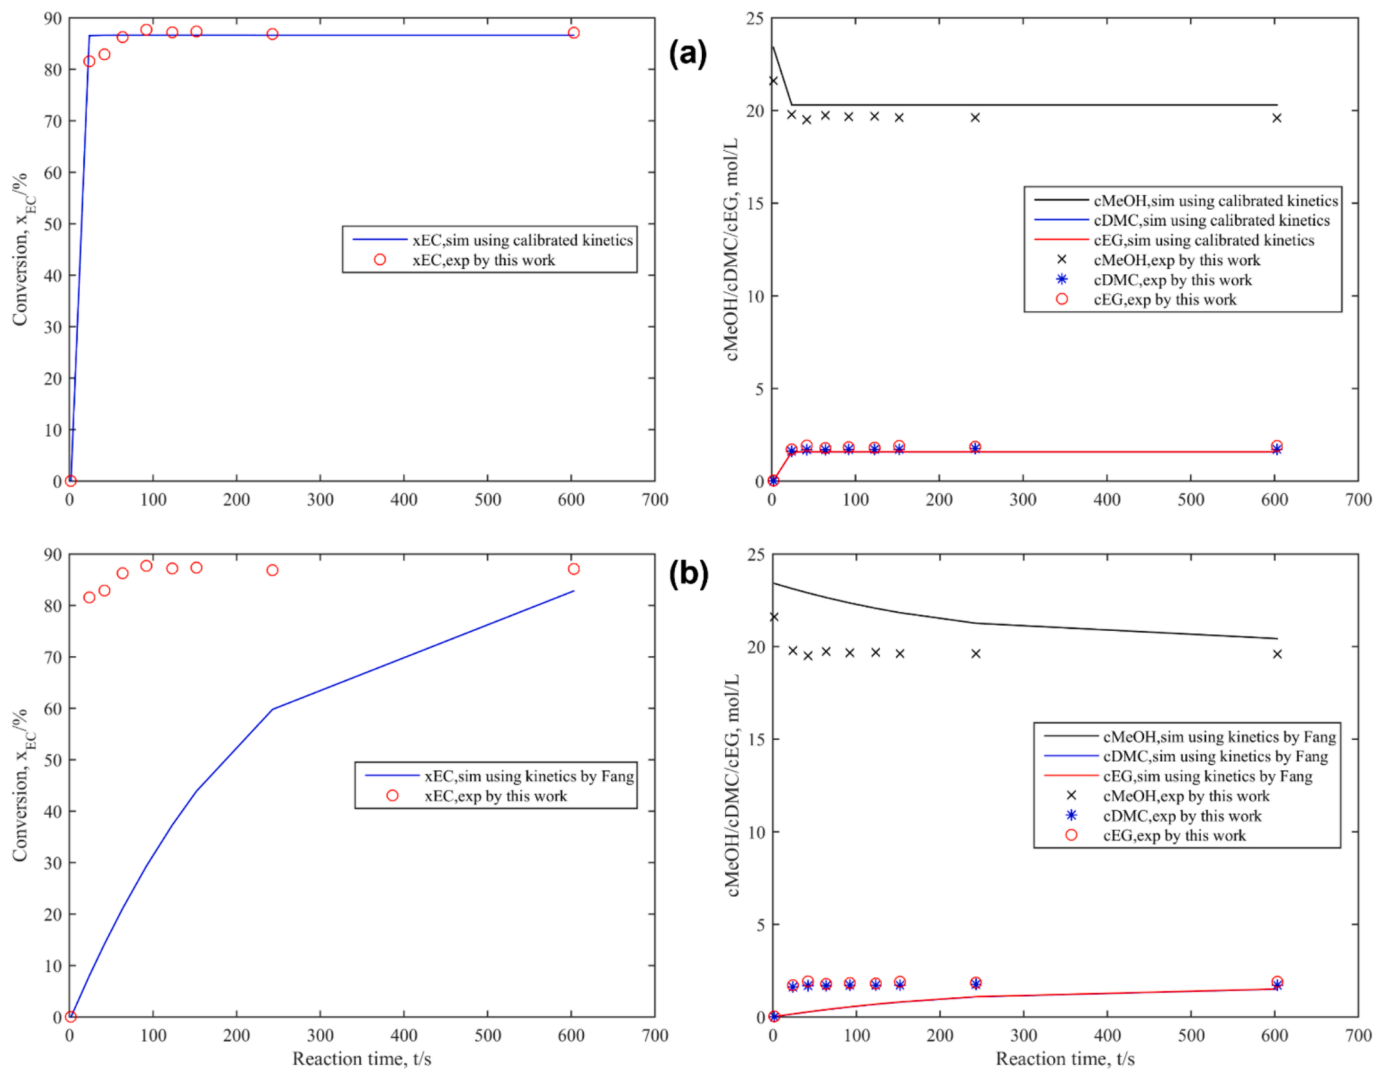 90
80
70
60
50
40
30
20
10
0
Conversion, x_EC/%
0 100 200 300 400 500 600 700
xEC,sim using calibrated kinetics
xEC,exp by this work
(a)
25
20
15
10
5
0
cMeOH/cDMC/cEG, mol/L
0 100 200 300 400 500 600 700
cMeOH,sim using calibrated kinetics
cDMC,sim using calibrated kinetics
cEG,sim using calibrated kinetics
cMeOH,exp by this work
cDMC,exp by this work
cEG,exp by this work
90
80
70
60
50
40
30
20
10
0
Conversion, x_EC/%
0 100 200 300 400 500 600 700
Reaction time, t/s
xEC,sim using kinetics by Fang
xEC,exp by this work
(b)
25
20
15
10
5
0
cMeOH/cDMC/cEG, mol/L
0 100 200 300 400 500 600 700
Reaction time, t/s
cMeOH,sim using kinetics by Fang
cDMC,sim using kinetics by Fang
cEG,sim using kinetics by Fang
cMeOH,exp by this work
cDMC,exp by this work
cEG,exp by this work